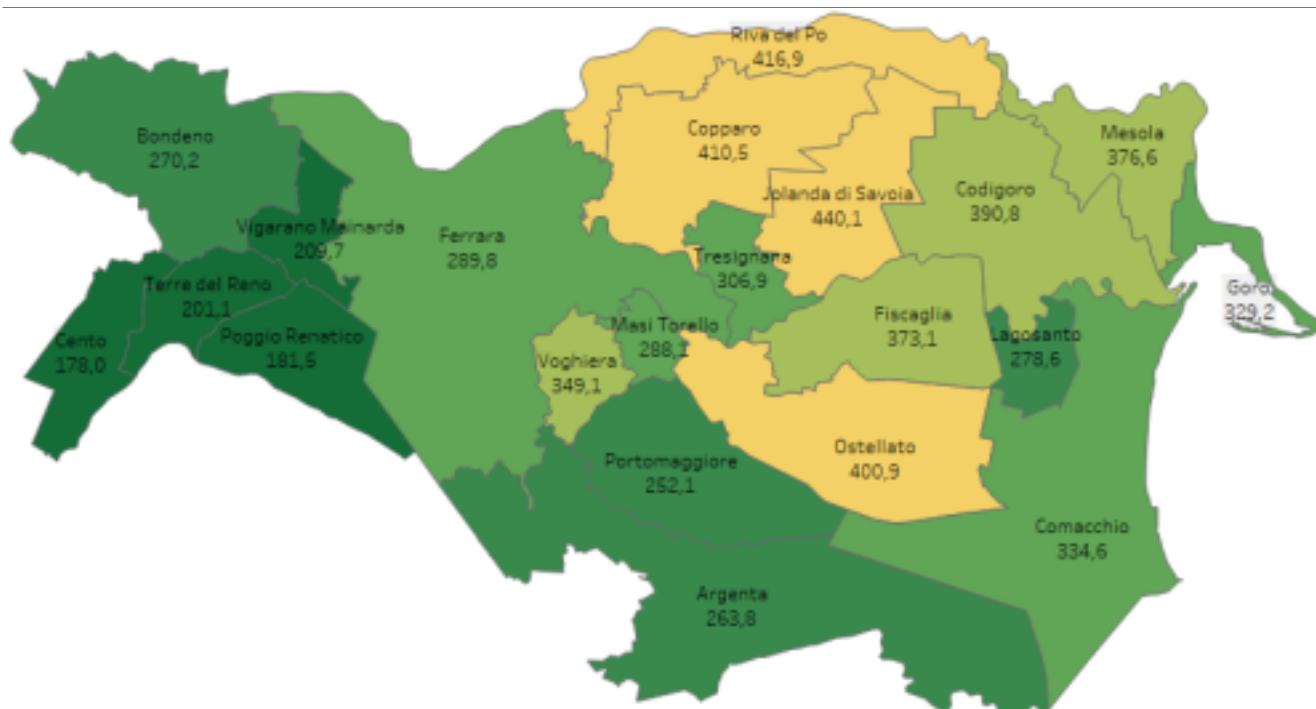 Riva del Po
416,9
Bondeno
270,2
Copparo
410,5
Mesola
376,6
Vigarano Mainarda
209,7
Ferrara
289,8
Jolanda di Savoia
440,1
Codigoro
390,8
Tresignana
306,9
Terre del Reno
201,1
Goro
329,2
Cento
178,0
Poggio Renatico
181,5
Masi Torello
288,1
Fiscaglia
373,1
Lagosanto
278,6
Voghiera
349,1
Ostellato
400,9
Portomaggiore
252,1
Comacchio
334,6
Argenta
263,8